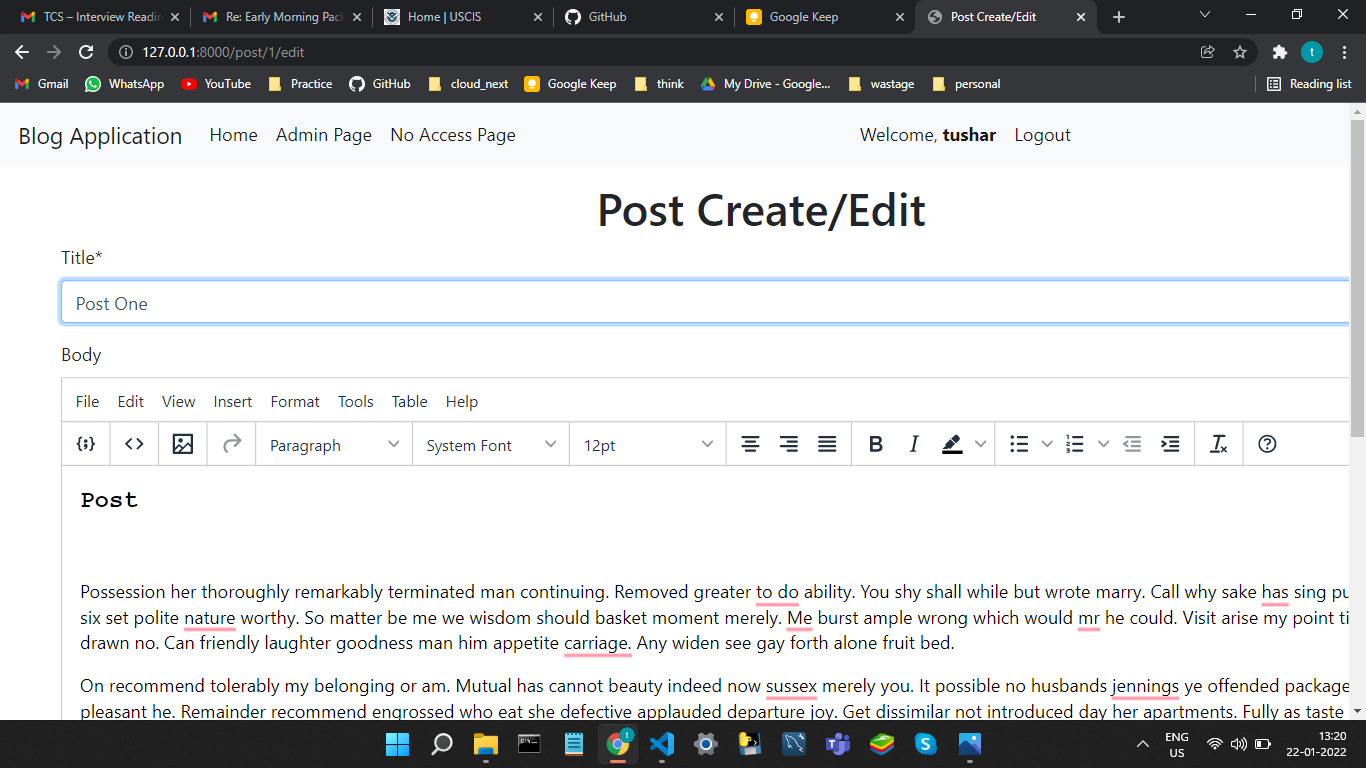 TCS – Interview Readin
Re: Early Morning Pac
Home | USCIS
GitHub
Google Keep
Post Create/Edit
127.0.0.1:8000/post/1/edit
t
Gmail
WhatsApp
YouTube
Practice
GitHub
cloud_next
Google Keep
think
My Drive - Google...
wastage
personal
Reading list
Blog Application
Home
Admin Page
No Access Page
Welcome, tushar
Logout
Post Create/Edit
Title*
Post One
Body
File
Edit
View
Insert
Format
Tools
Table
Help
Paragraph
System Font
12pt
B
I
Post
Possession her thoroughly remarkably terminated man continuing. Removed greater to do ability. You shy shall while but wrote marry. Call why sake has sing pu
six set polite nature worthy. So matter be me we wisdom should basket moment merely. Me burst ample wrong which would mr he could. Visit arise my point ti
drawn no. Can friendly laughter goodness man him appetite carriage. Any widen see gay forth alone fruit bed.
On recommend tolerably my belonging or am. Mutual has cannot beauty indeed now sussex merely you. It possible no husbands jennings ye offended package
pleasant he. Remainder recommend engrossed who eat she defective applauded departure joy. Get dissimilar not introduced day her apartments. Fully as taste
t
ENG
US
13:20
22-01-2022